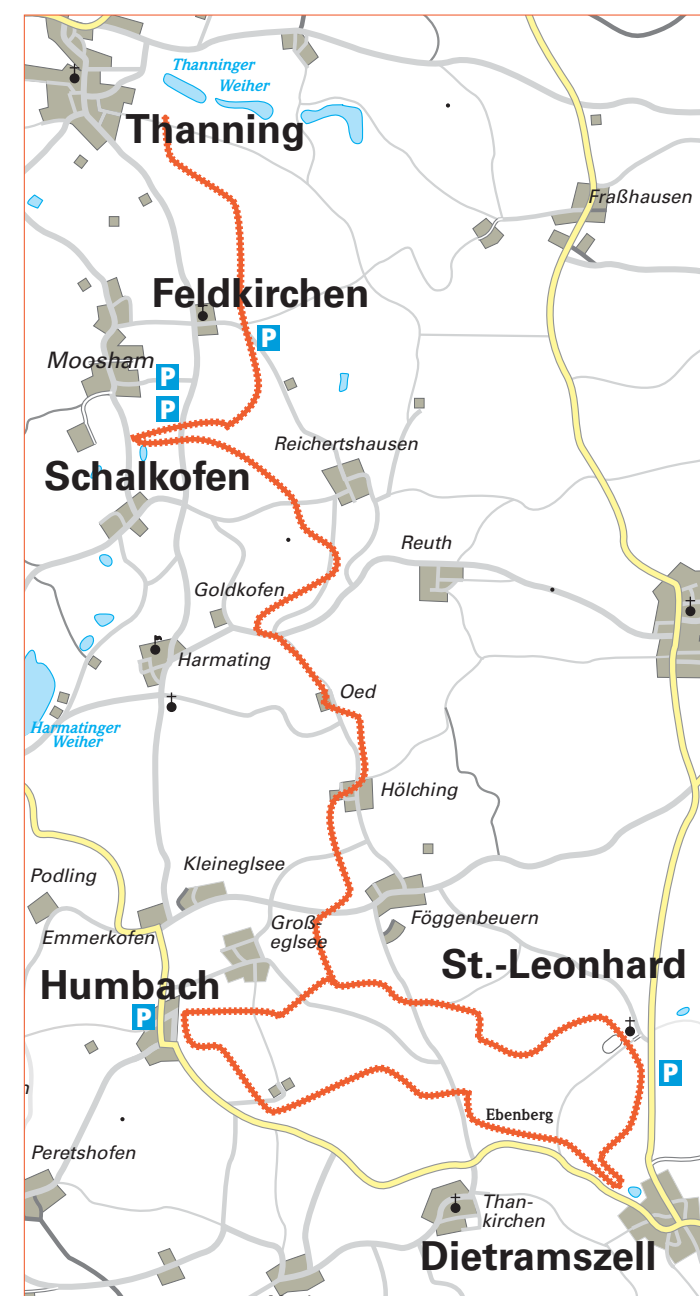 Thanninger
Weiher
Thanning
Fraßhausen
Feldkirchen
P
Moosham
P
P
Reichertshausen
Schalkofen
Reuth
Goldkofen
Harmating
Oed
Harmatinger
Weiher
Hölching
Kleineglsee
Podling
Groß-
eglsee
Föggenbeuern
Emmerkofen
St.-Leonhard
Humbach
P
P
Ebenberg
Peretshofen
Than-
kirchen
Dietramszell